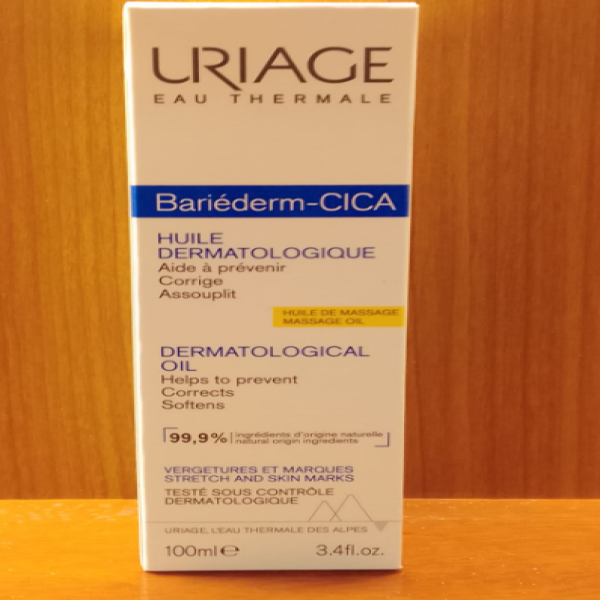 URIAGE
EAU THERMALE
Bariéderm-CICA
HUILE
DERMATOLOGIQUE
Aide à prévenir
Corrige
Assouplit
HUILE DE MASSAGE
MASSAGE OIL
DERMATOLOGICAL
OIL
Helps to prevent
Corrects
Softens
99,9% ingrédients d'origine naturelle
natural origin ingredients
VERGETURES ET MARQUES
STRETCH AND SKIN MARKS
TESTÉ SOUS CONTRÔLE
DERMATOLOGIQUE
URIAGE, L'EAU THERMALE DES ALPES
100ml e 3.4fl.oz.